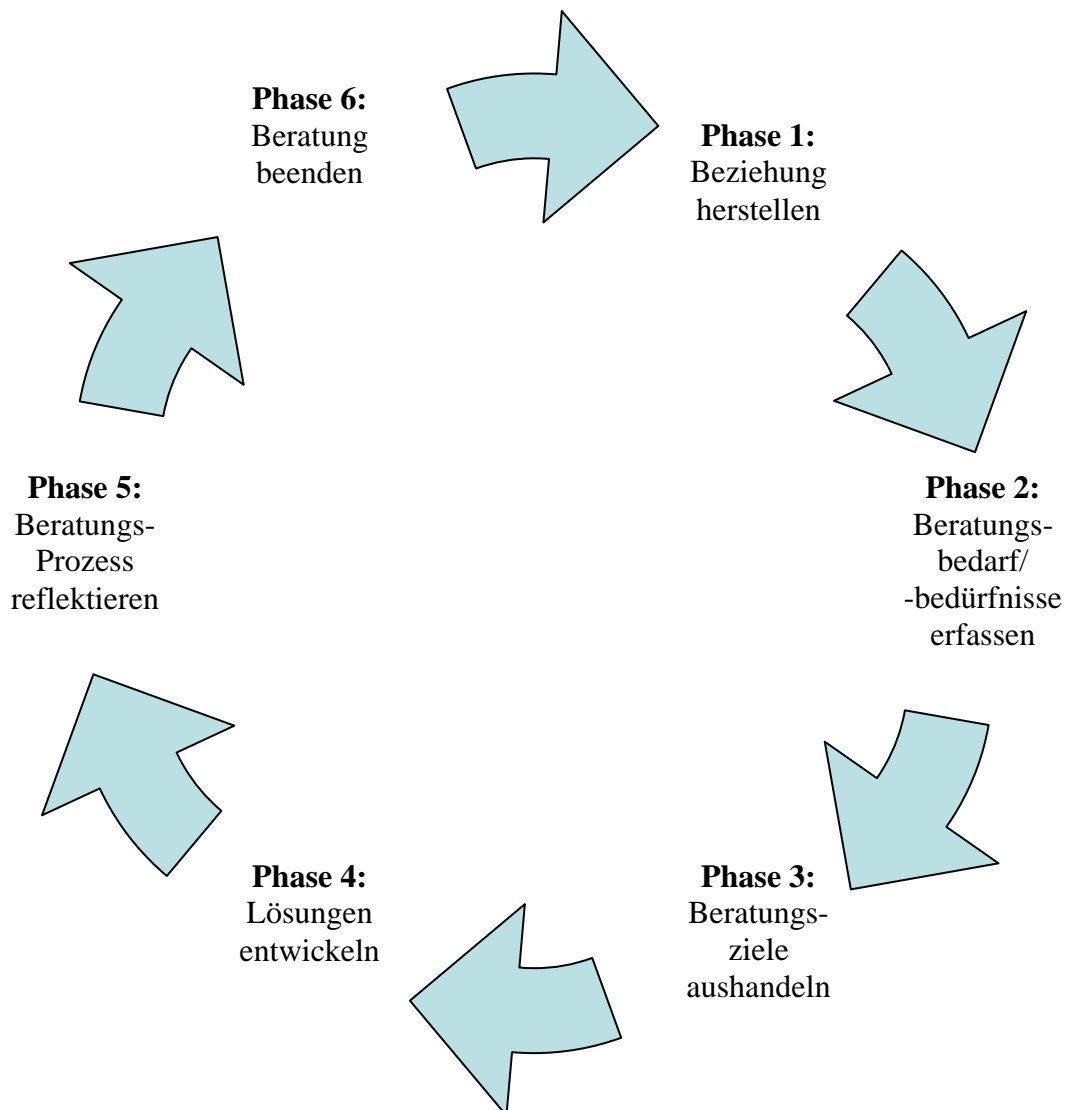 Phase 1:
Beziehung
herstellen
Phase 2:
Beratungs-
bedarf/
-bedürfnisse
erfassen
Phase 3:
Beratungs-
ziele
aushandeln
Phase 4:
Lösungen
entwickeln
Phase 5:
Beratungs-
Prozess
reflektieren
Phase 6:
Beratung
beenden